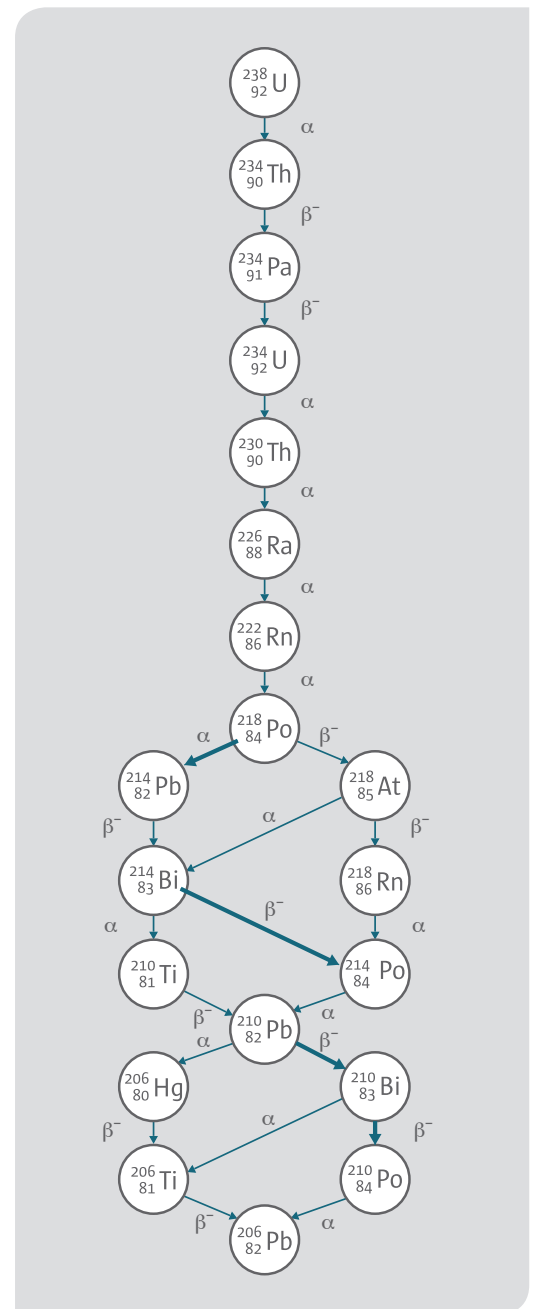 238 92 U
α
234 90 Th
β⁻
234 91 Pa
β⁻
234 92 U
α
230 90 Th
α
226 88 Ra
α
222 86 Rn
α
218 84 Po
α β⁻
214 82 Pb 218 85 At
β⁻ α β⁻
214 83 Bi 218 86 Rn
α β⁻ α
210 81 Ti 214 84 Po
β⁻ α
210 82 Pb
α β⁻
206 80 Hg 210 83 Bi
β⁻ α β⁻
206 81 Ti 210 84 Po
β⁻ α
206 82 Pb